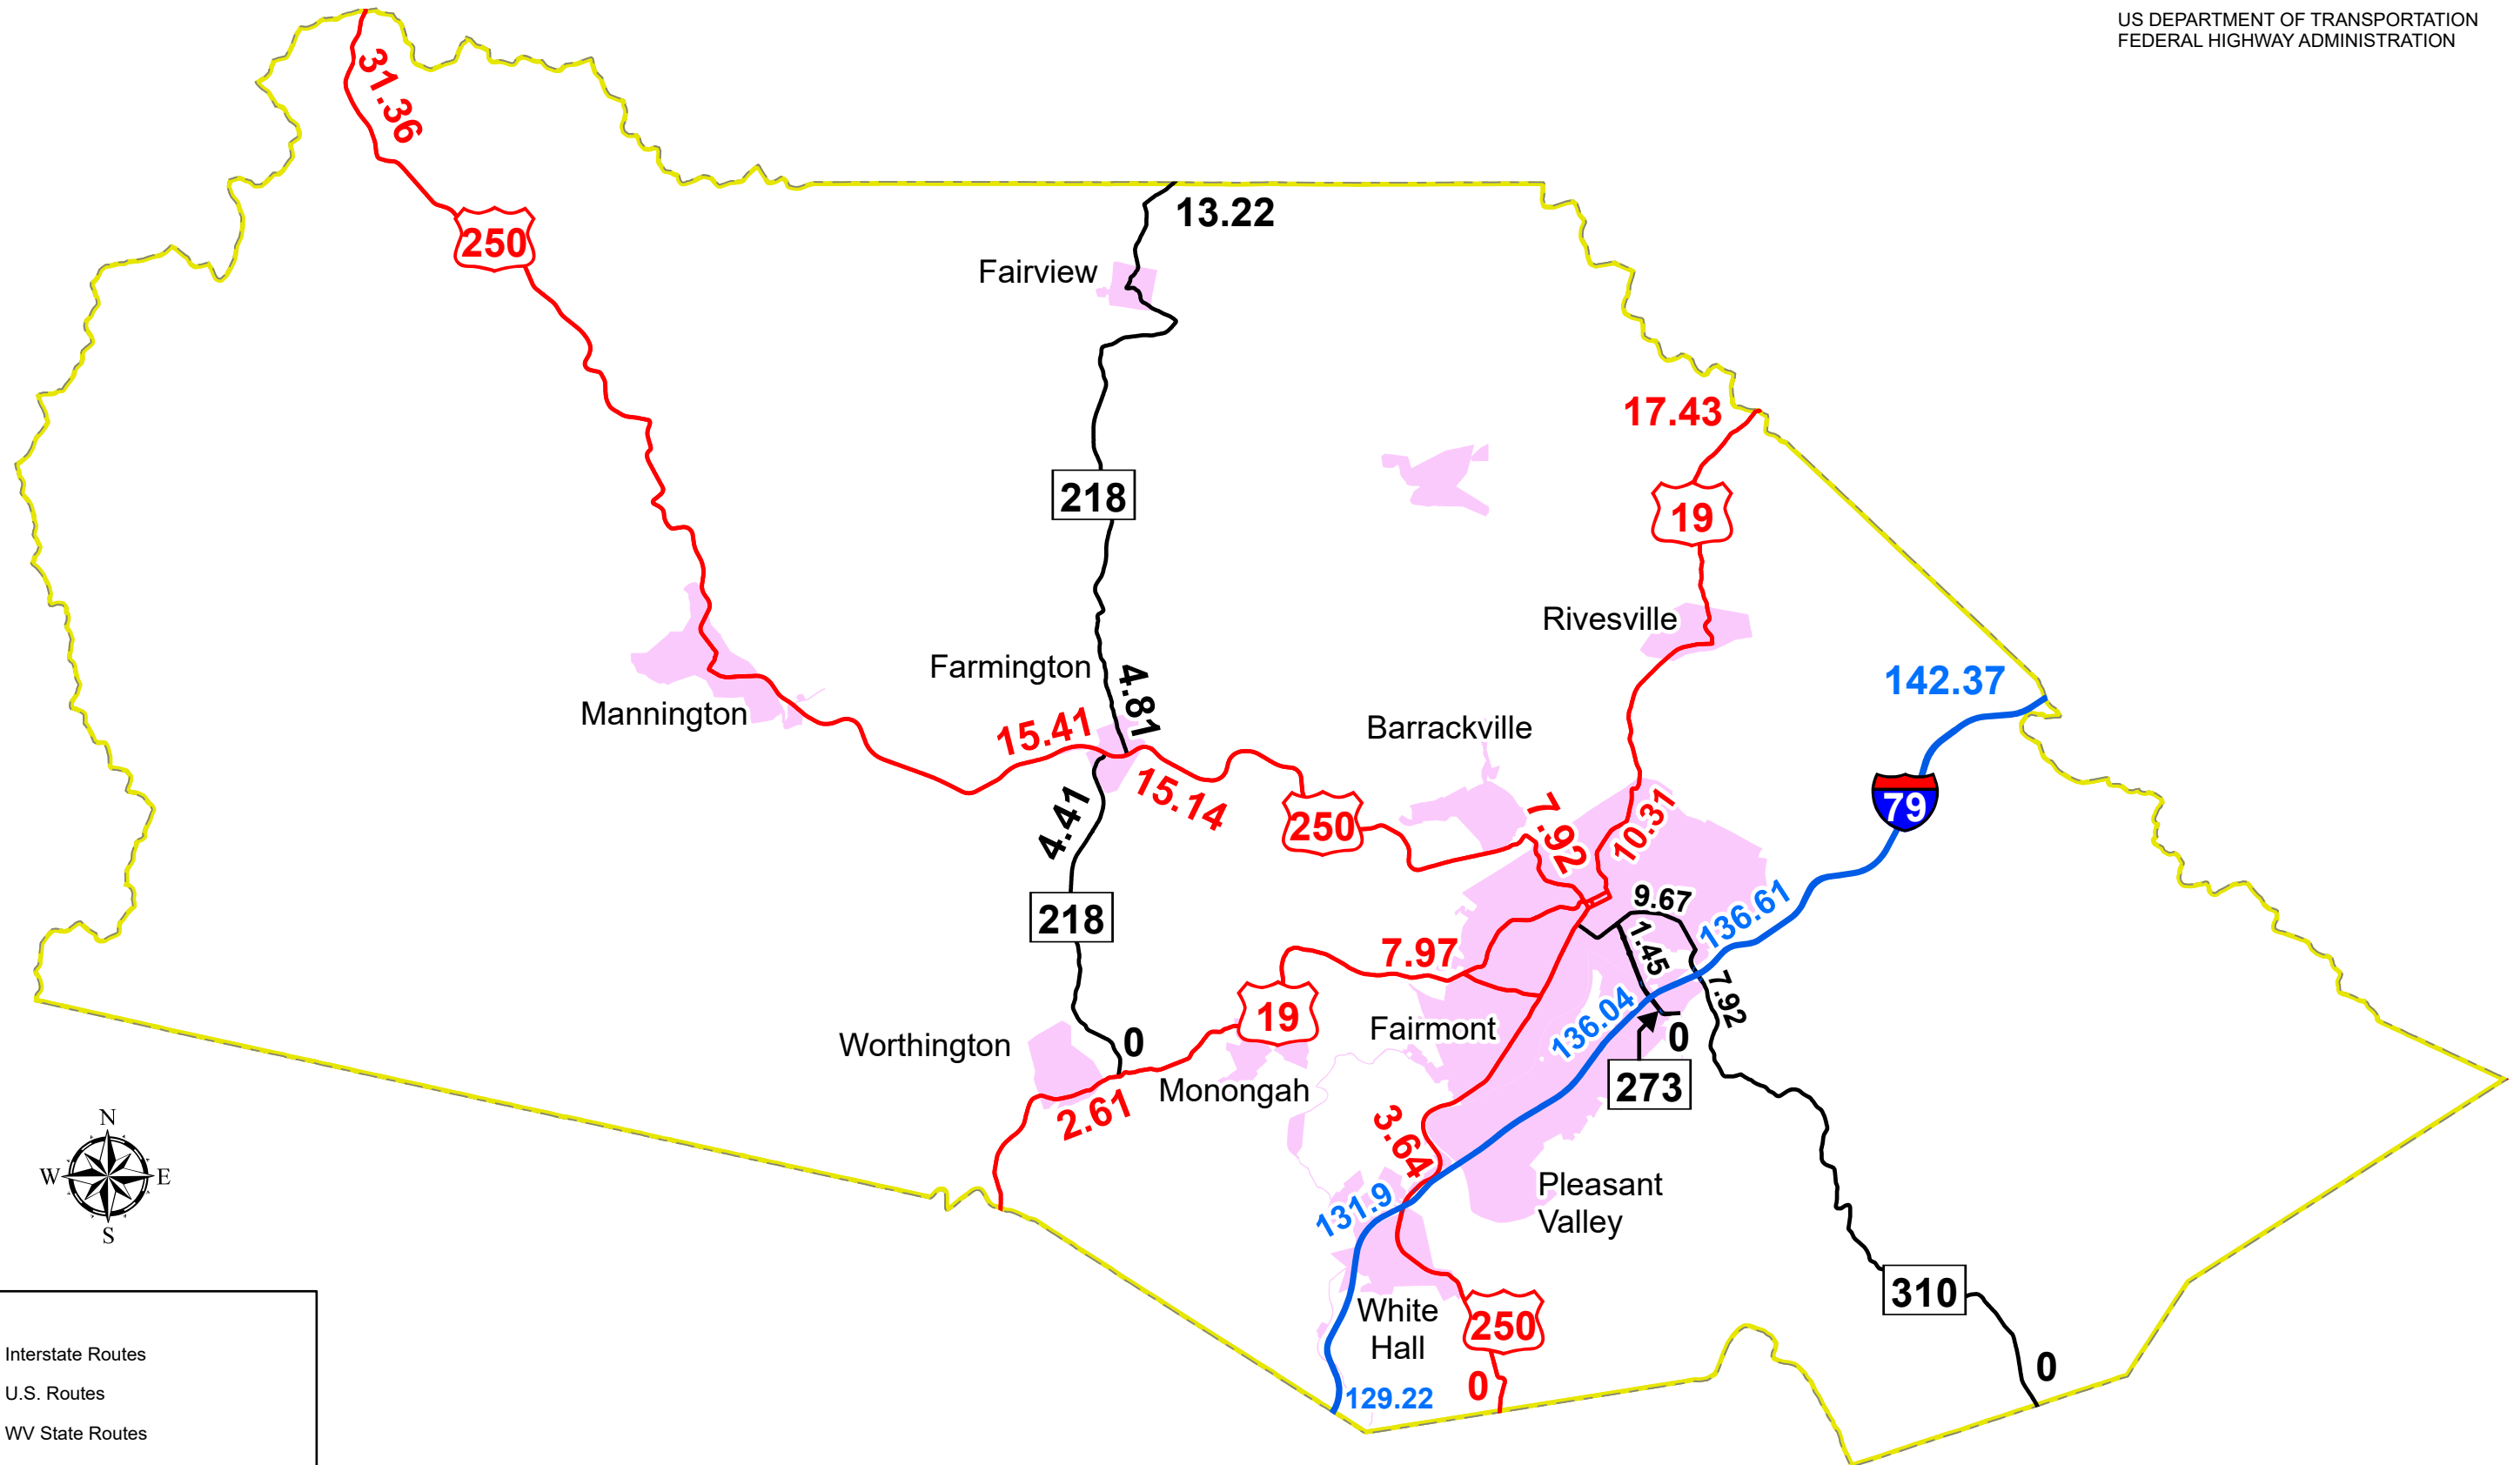 US DEPARTMENT OF TRANSPORTATION
FEDERAL HIGHWAY ADMINISTRATION
31.36
250
13.22
Fairview
17.43
218
19
Rivesville
Farmington
4.81
142.37
Mannington
15.41
Barrackville
15.14
79
4.41
250
7.92
10.31
9.67
218
136.61
1.45
7.97
7.92
136.04
19
Fairmont
0
Worthington
0
273
Monongah
2.61
3.64
N
W
E
S
Pleasant
Valley
131.9
310
White
Hall
250
0
0
129.22
Interstate Routes
U.S. Routes
WV State Routes